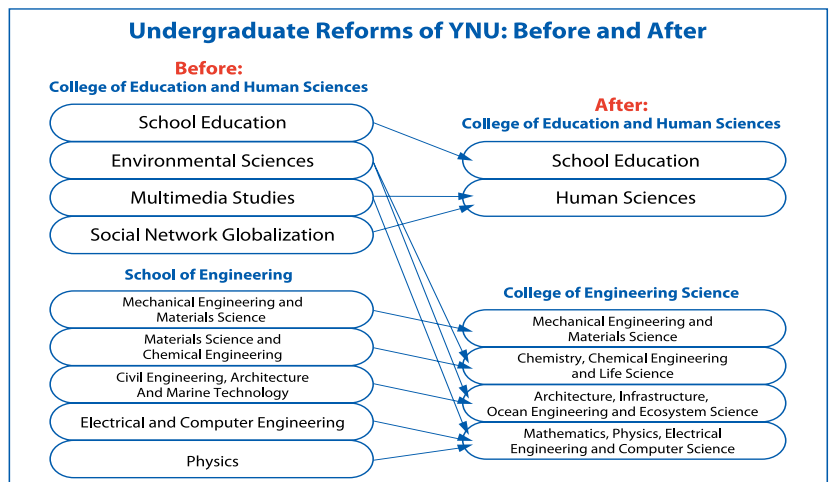 Undergraduate Reforms of YNU: Before and After
Before:
College of Education and Human Sciences
School Education
Environmental Sciences
Multimedia Studies
Social Network Globalization
School of Engineering
Mechanical Engineering and
Materials Science
Materials Science and
Chemical Engineering
Civil Engineering, Architecture
And Marine Technology
Electrical and Computer Engineering
Physics
After:
College of Education and Human Sciences
School Education
Human Sciences
College of Engineering Science
Mechanical Engineering and
Materials Science
Chemistry, Chemical Engineering
and Life Science
Architecture, Infrastructure,
Ocean Engineering and Ecosystem Science
Mathematics, Physics, Electrical
Engineering and Computer Science